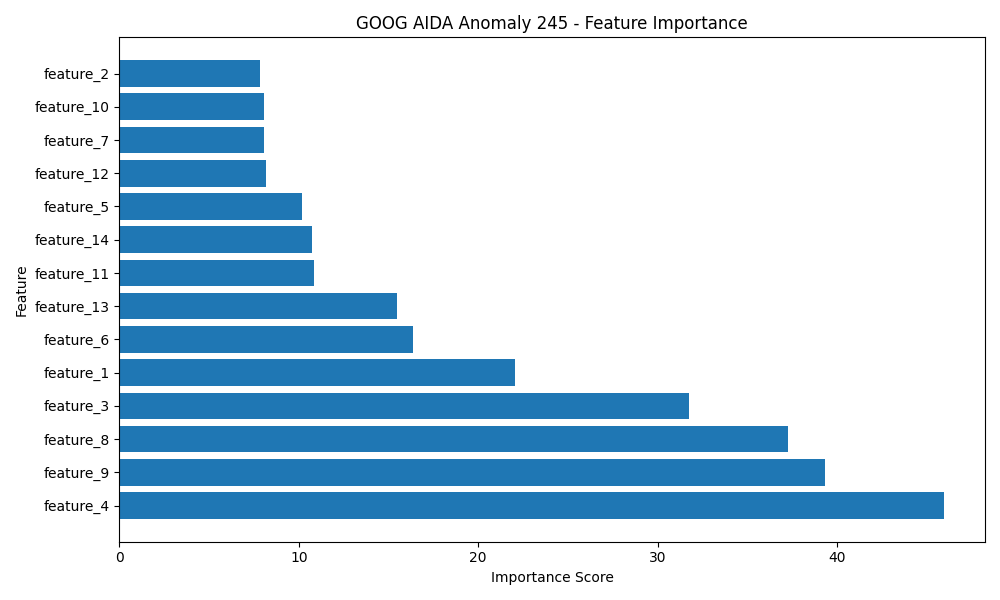 GOOG AIDA Anomaly 245 - Feature Importance
Feature
feature_2
feature_10
feature_7
feature_12
feature_5
feature_14
feature_11
feature_13
feature_6
feature_1
feature_3
feature_8
feature_9
feature_4
0 10 20 30 40
Importance Score